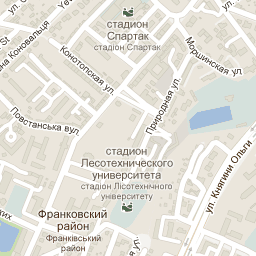 стадион
Спартак
стадіон Спартак
Конотопская ул.
Моршинская ул.
Природная ул.
Повстанська вул.
стадион
Лесотехнического
университета
стадіон Лісотехнічного
університету
ул. Княгини Ольги
Франковский
район
Франківський
район